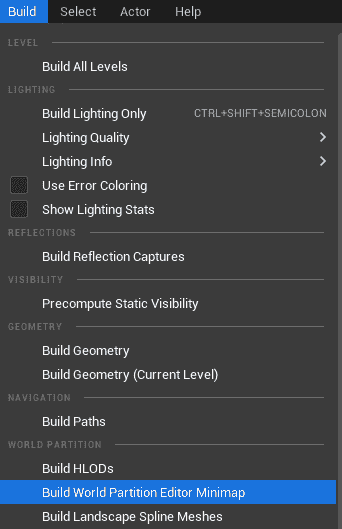 Build Select Actor Help
LEVEL
Build All Levels
LIGHTING
Build Lighting Only CTRL+SHIFT+SEMICOLON
Lighting Quality
Lighting Info
Use Error Coloring
Show Lighting Stats
REFLECTIONS
Build Reflection Captures
VISIBILITY
Precompute Static Visibility
GEOMETRY
Build Geometry
Build Geometry (Current Level)
NAVIGATION
Build Paths
WORLD PARTITION
Build HLODs
Build World Partition Editor Minimap
Build Landscape Spline Meshes